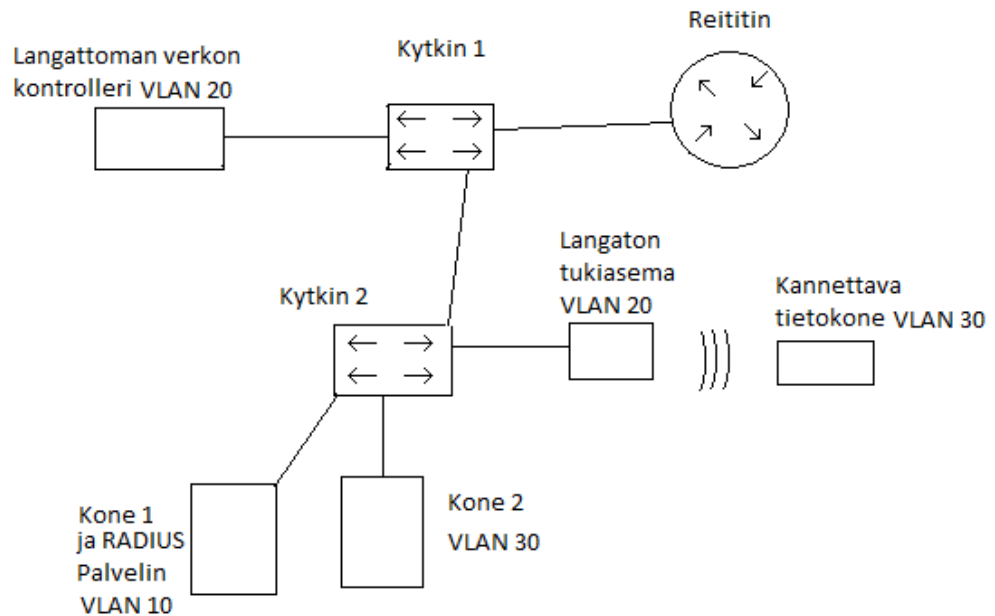 Reititin
Kytkin 1
Langattoman verkon
kontrolleri VLAN 20
Langaton
tukiasema
VLAN 20
Kannettava
tietokone VLAN 30
Kytkin 2
Kone 1
ja RADIUS
Palvelin
VLAN 10
Kone 2
VLAN 30